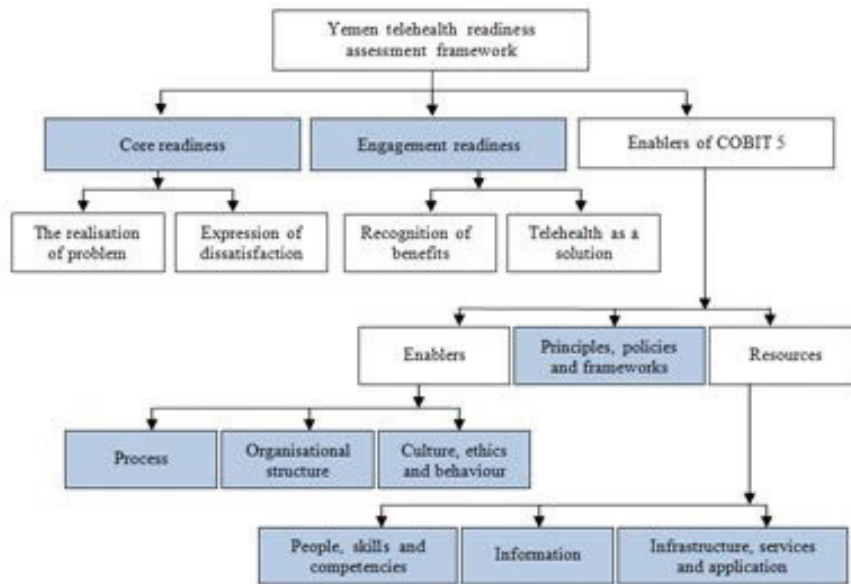 Yemen telehealth readiness
assessment framework
Core readiness
Engagement readiness
Enablers of COBIT 5
The realisation
of problem
Expression of
dissatisfaction
Recognition of
benefits
Telehealth as a
solution
Enablers
Principles, policies
and frameworks
Resources
Process
Organisational
structure
Culture, ethics
and behaviour
People, skills and
competencies
Information
Infrastructure, services
and application